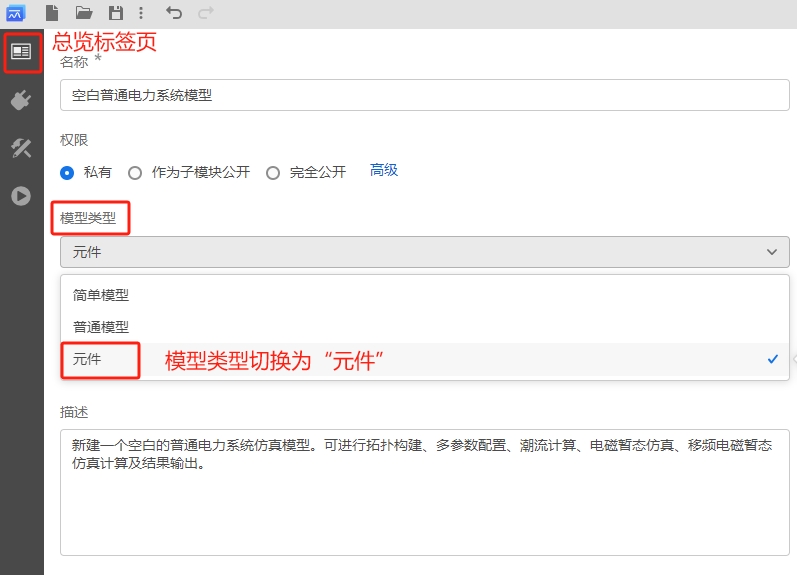 总览标签页
名称 *
空白普通电力系统模型
权限
私有 作为子模块公开 完全公开 高级
模型类型
元件
简单模型
普通模型
元件 模型类型切换为“元件”
描述
新建一个空白的普通电力系统仿真模型。可进行拓扑构建、多参数配置、潮流计算、电磁暂态仿真、移频电磁暂态
仿真计算及结果输出。